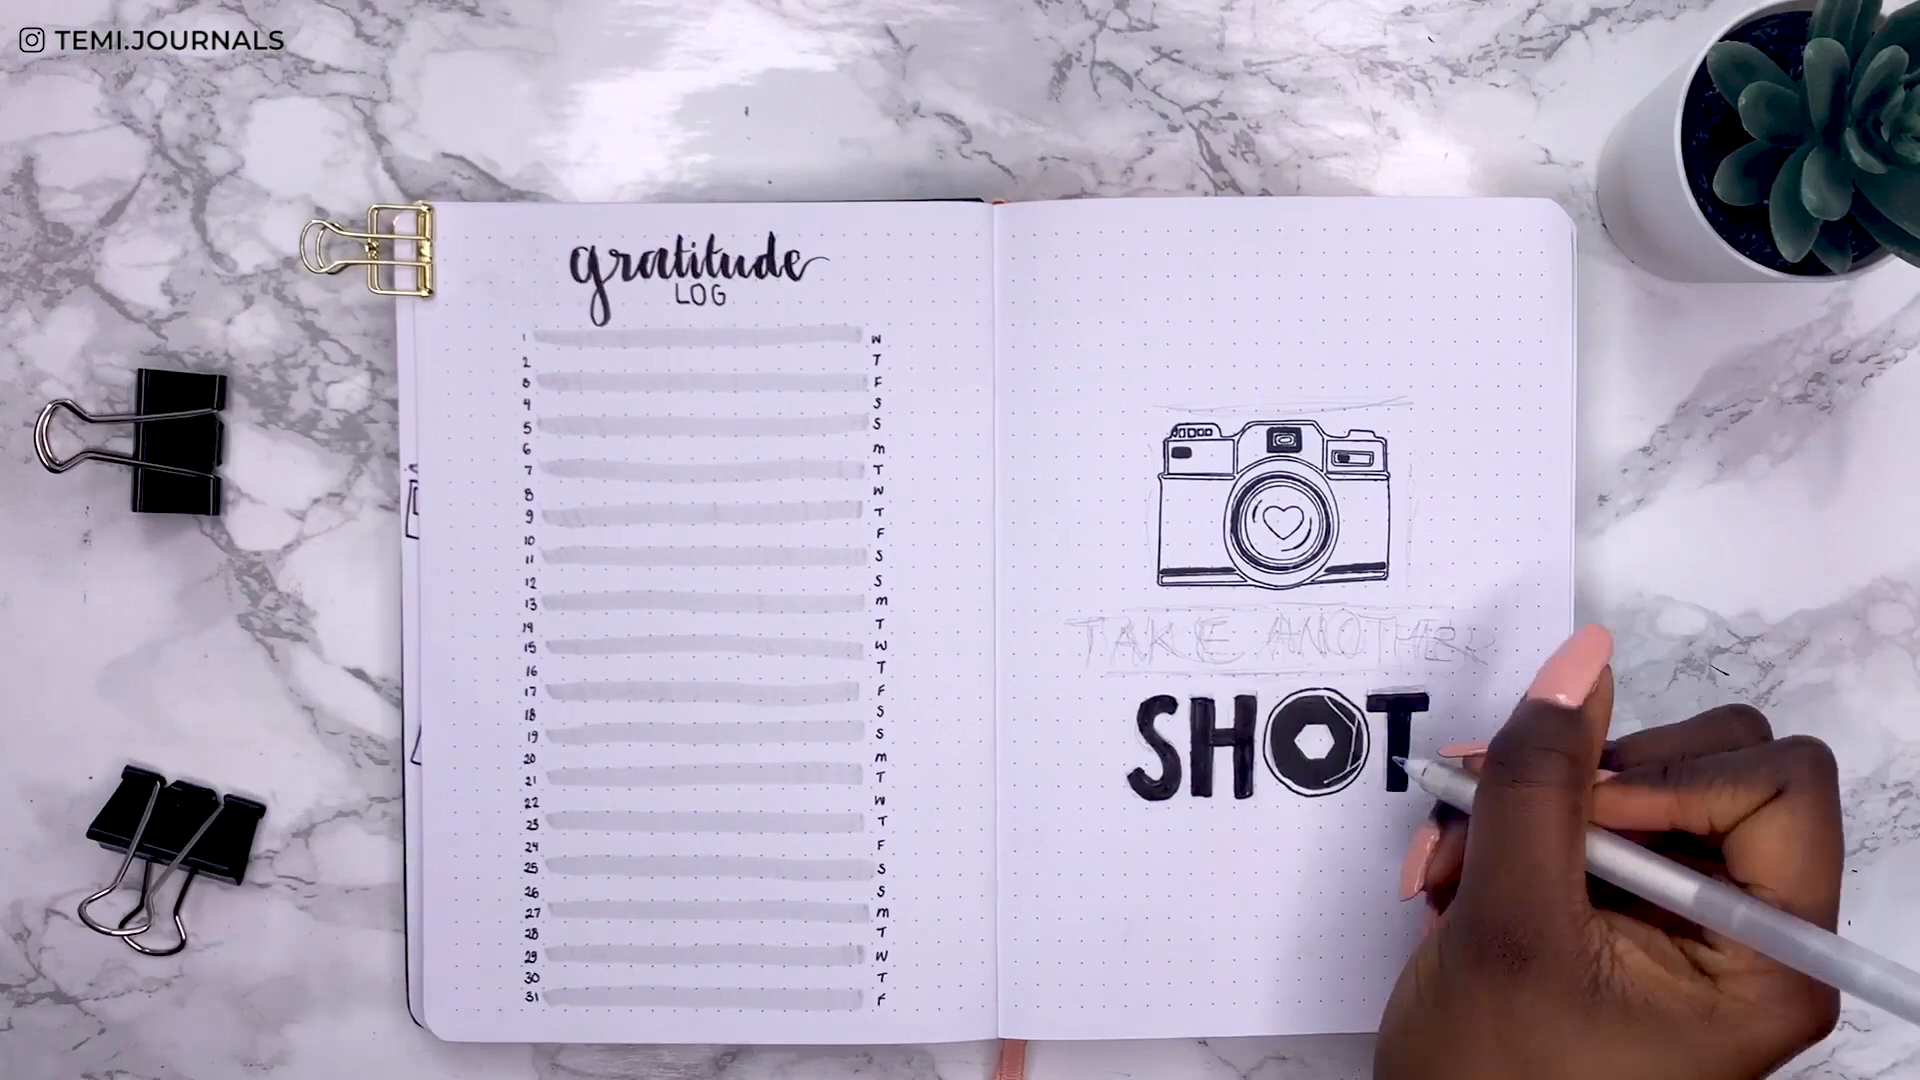 TEMI.JOURNALS
gratitude
LOG
1 W
2 T
3 F
4 S
5 S
6 M
7 T
8 W
9 T
10 F
11 S
12 S
13 M
14 T
15 W
16 T
17 F
18 S
19 S
20 M
21 T
22 W
23 T
24 F
25 S
26 S
27 M
28 T
29 W
30 T
31 F
TAKE ANOTHER
SHOT